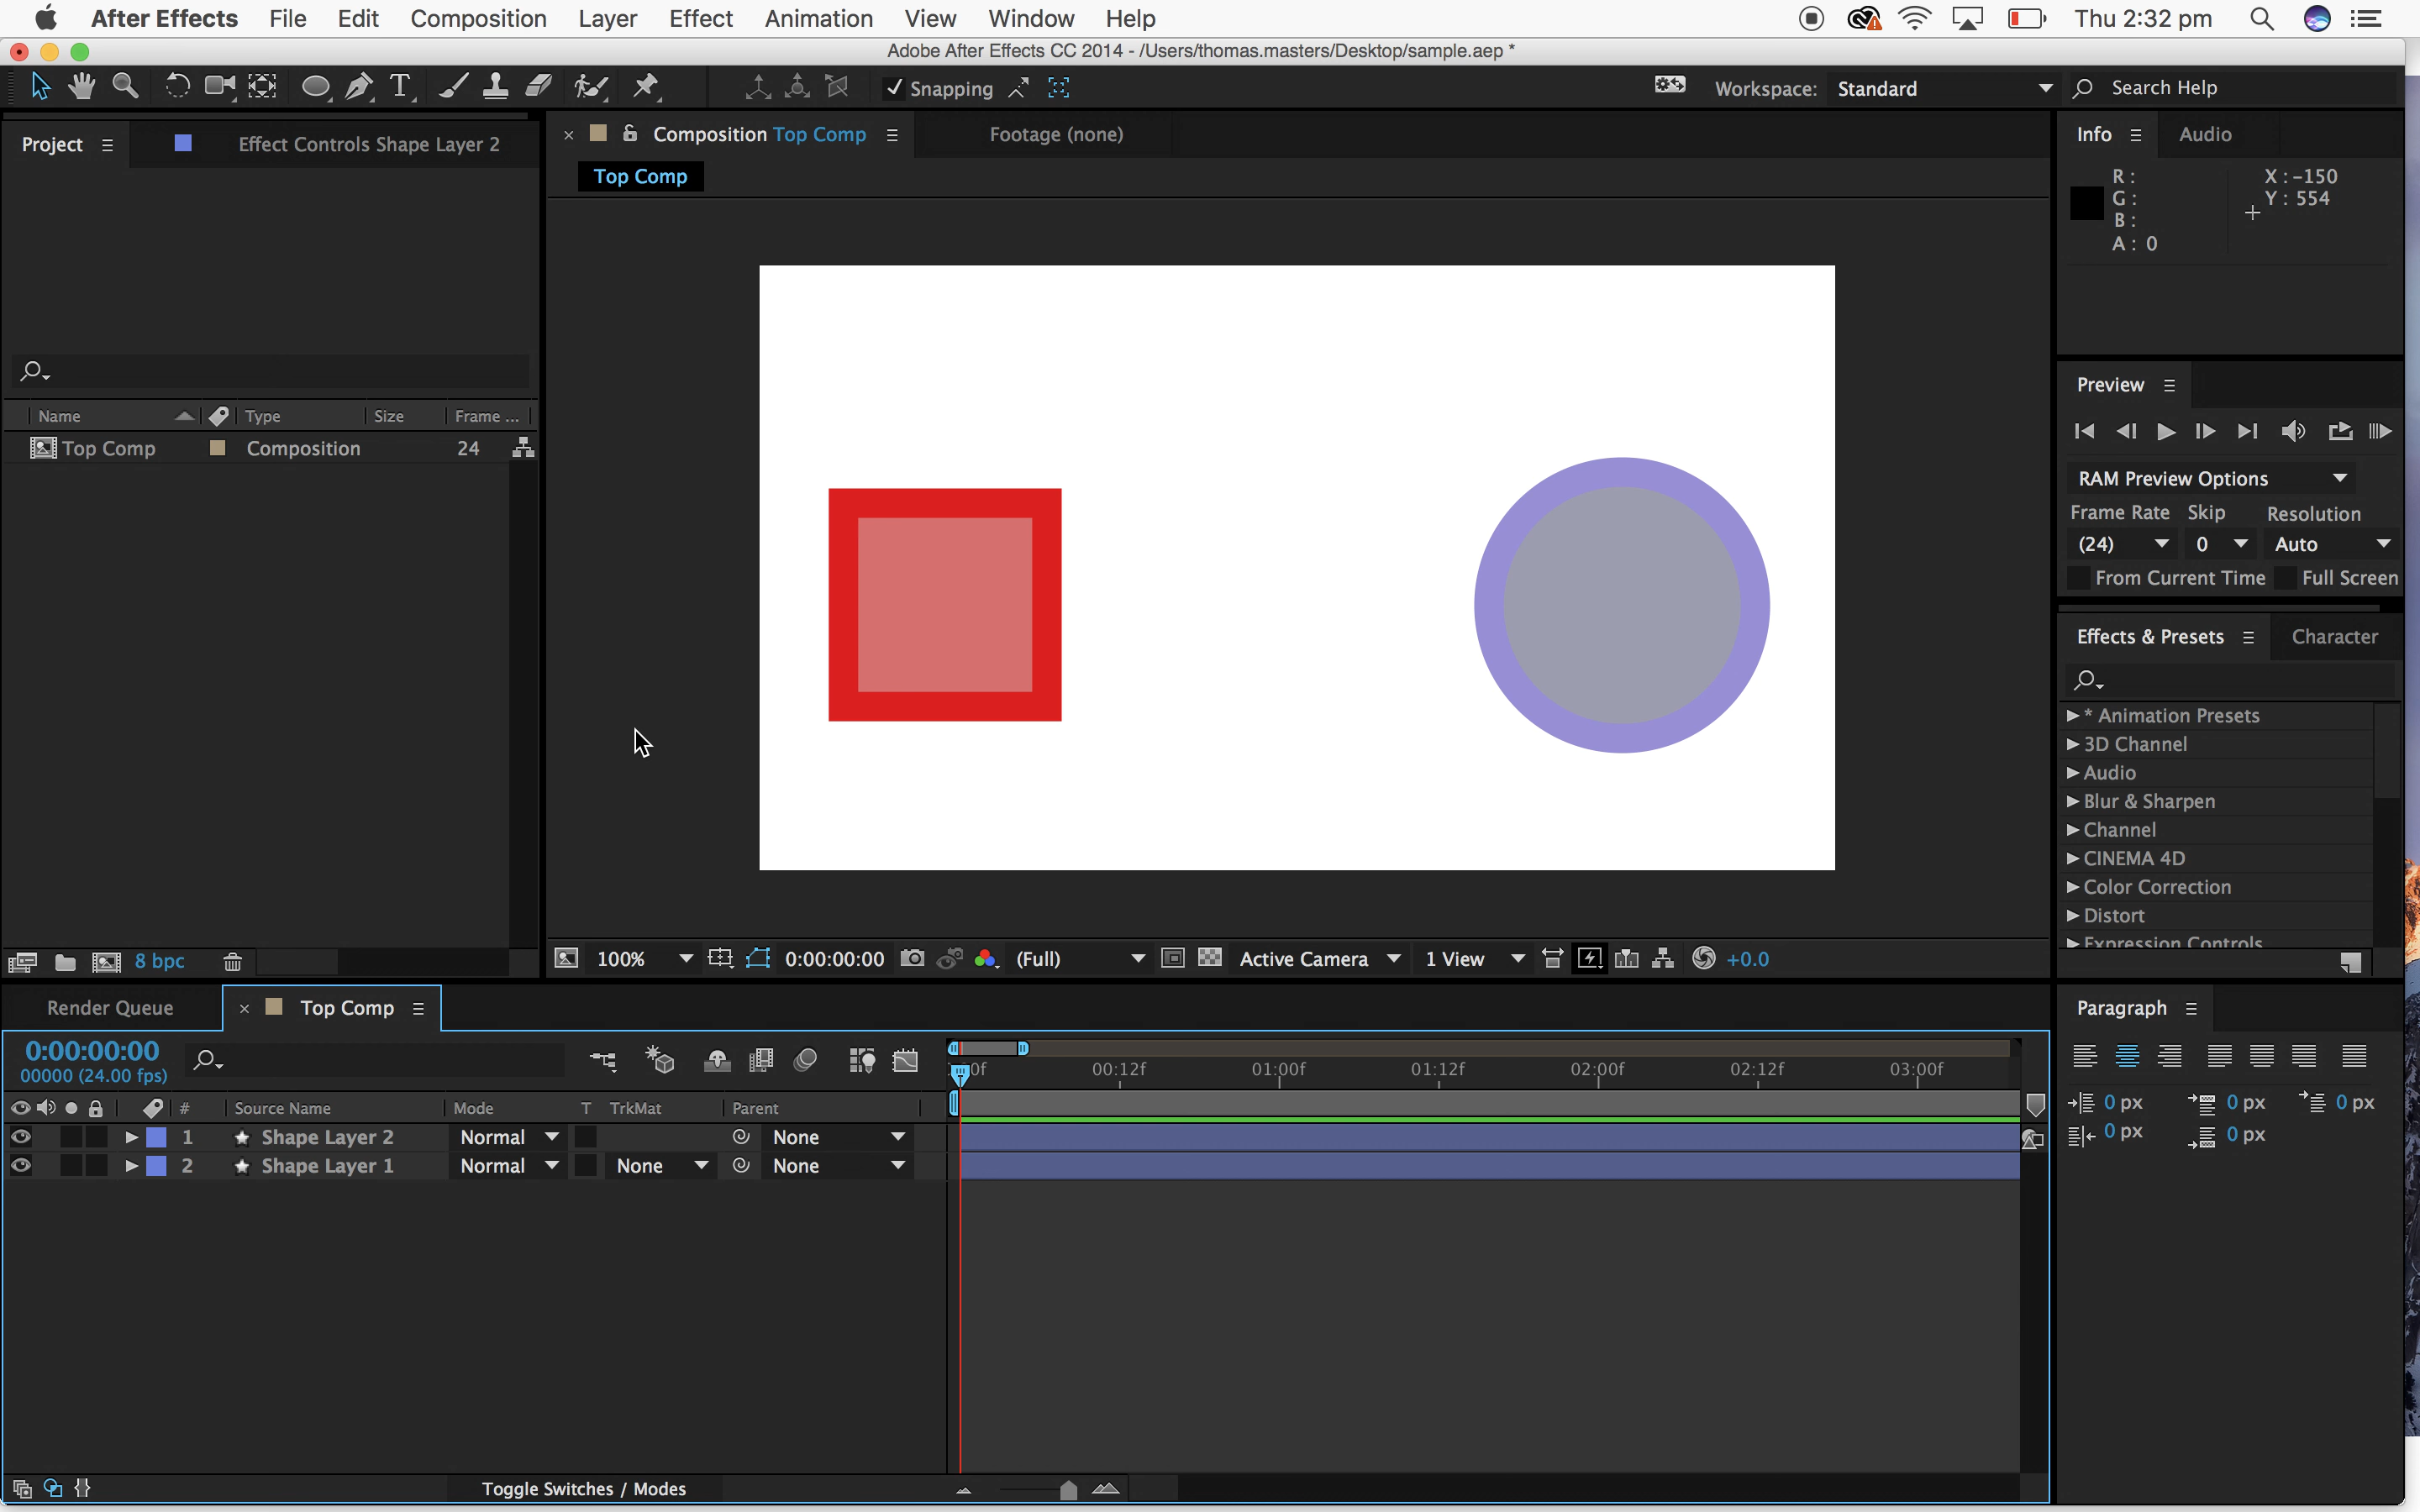 After Effects File Edit Composition Layer Effect Animation View Window Help Thu 2:32 pm
Adobe After Effects CC 2014 - /Users/thomas.masters/Desktop/sample.aep *
T Snapping Workspace: Standard Search Help
Project Effect Controls Shape Layer 2
× Composition Top Comp Footage (none)
Top Comp
Info Audio
R :
G :
B :
A : 0
X : -150
Y : 554
Preview
RAM Preview Options
Frame Rate Skip Resolution
(24) 0 Auto
From Current Time Full Screen
Name Type Size Frame ...
Top Comp Composition 24
Effects & Presets Character
* Animation Presets
3D Channel
Audio
Blur & Sharpen
Channel
CINEMA 4D
Color Correction
Distort
Expression Controls
8 bpc
100% 0:00:00:00 (Full) Active Camera 1 View +0.0
Render Queue × Top Comp
Paragraph
0:00:00:00
00000 (24.00 fps)
00:12f 01:00f 01:12f 02:00f 02:12f 03:00f
# Source Name Mode T TrkMat Parent
1 Shape Layer 2 Normal None
2 Shape Layer 1 Normal None None
0 px 0 px 0 px
0 px 0 px
Toggle Switches / Modes